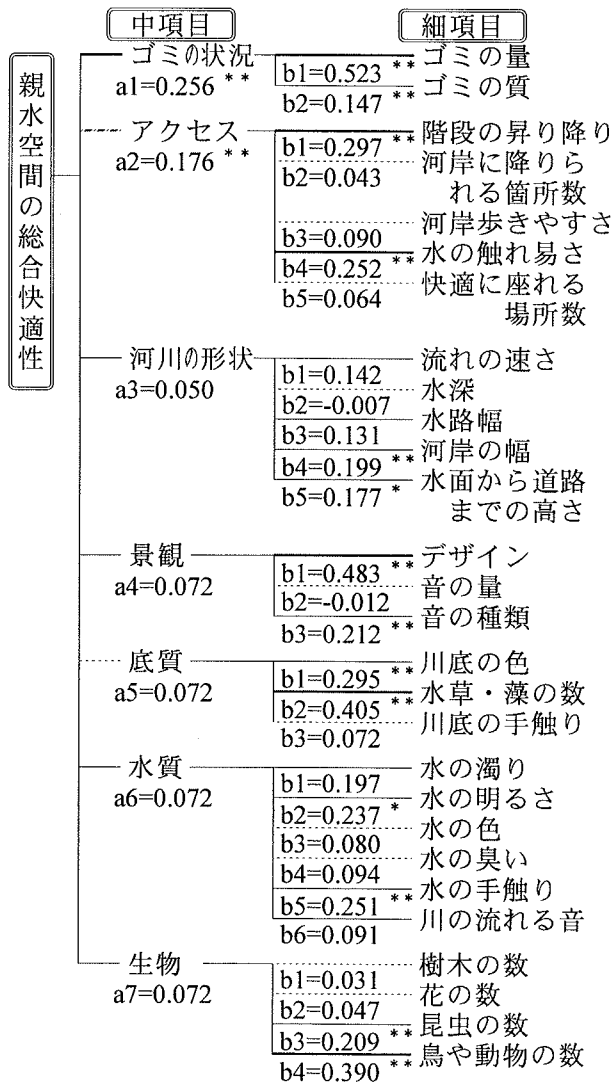 中項目
細項目
親水空間の総合快適性
ゴミの状況
a1=0.256 **
ゴミの量
b1=0.523 **
ゴミの質
b2=0.147 **
アクセス
a2=0.176 **
階段の昇り降り
b1=0.297 **
河岸に降りら
れる箇所数
b2=0.043
河岸歩きやすさ
b3=0.090
水の触れ易さ
b4=0.252 **
快適に座れる
場所数
b5=0.064
河川の形状
a3=0.050
流れの速さ
b1=0.142
水深
b2=-0.007
水路幅
b3=0.131
河岸の幅
b4=0.199 **
水面から道路
までの高さ
b5=0.177 *
景観
a4=0.072
デザイン
b1=0.483 **
音の量
b2=-0.012
音の種類
b3=0.212 **
底質
a5=0.072
川底の色
b1=0.295 **
水草・藻の数
b2=0.405 **
川底の手触り
b3=0.072
水質
a6=0.072
水の濁り
b1=0.197
水の明るさ
b2=0.237 *
水の色
b3=0.080
水の臭い
b4=0.094
水の手触り
b5=0.251 **
川の流れる音
b6=0.091
生物
a7=0.072
樹木の数
b1=0.031
花の数
b2=0.047
昆虫の数
b3=0.209 **
鳥や動物の数
b4=0.390 **